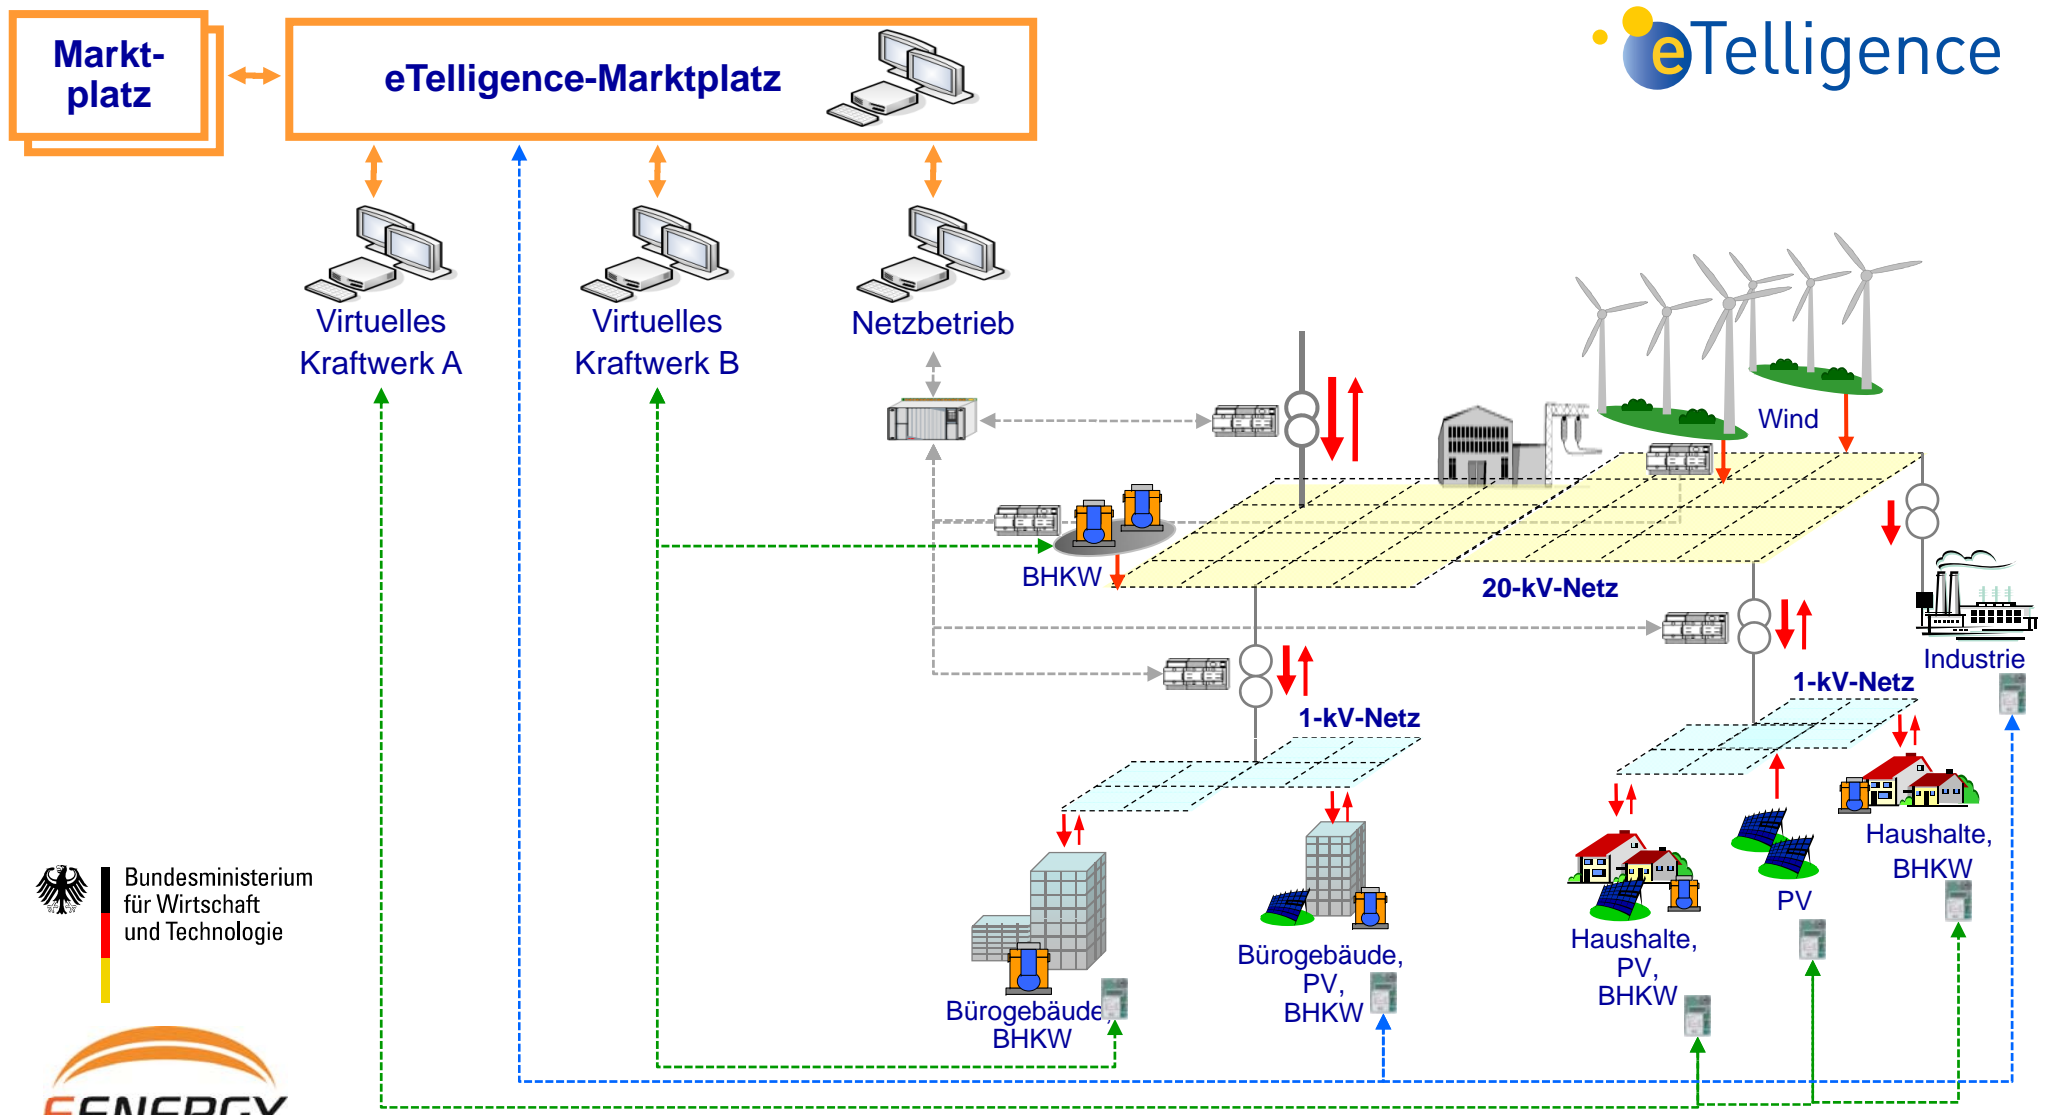 Markt-
platz
eTelligence-Marktplatz
eTelligence
Virtuelles
Kraftwerk A
Virtuelles
Kraftwerk B
Netzbetrieb
Wind
BHKW
20-kV-Netz
Industrie
1-kV-Netz
1-kV-Netz
Haushalte,
BHKW
PV
Haushalte,
PV,
BHKW
Bürogebäude,
PV,
BHKW
Bürogebäude,
BHKW
Bundesministerium
für Wirtschaft
und Technologie
EENERGY